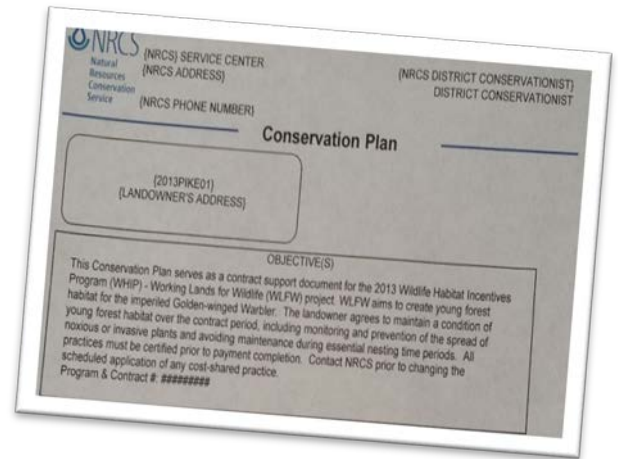 NRCS
Natural
Resources
Conservation
Service
{NRCS} SERVICE CENTER
{NRCS ADDRESS}
{NRCS PHONE NUMBER}
{NRCS DISTRICT CONSERVATIONIST}
DISTRICT CONSERVATIONIST
Conservation Plan
{2013PIKE01}
{LANDOWNER'S ADDRESS}
OBJECTIVE(S)
This Conservation Plan serves as a contract support document for the 2013 Wildlife Habitat Incentives
Program (WHIP) - Working Lands for Wildlife (WLFW) project. WLFW aims to create young forest
habitat for the imperiled Golden-winged Warbler. The landowner agrees to maintain a condition of
young forest habitat over the contract period, including monitoring and prevention of the spread of
noxious or invasive plants and avoiding maintenance during essential nesting time periods. All
practices must be certified prior to payment completion. Contact NRCS prior to changing the
scheduled application of any cost-shared practice.
Program & Contract #: #########